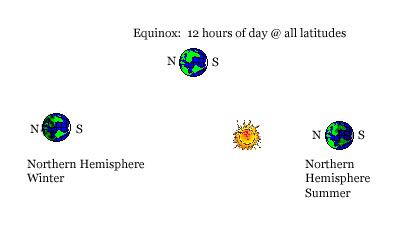 Equinox: 12 hours of day @ all latitudes
N S
N S
N S
Northern Hemisphere
Winter
Northern
Hemisphere
Summer